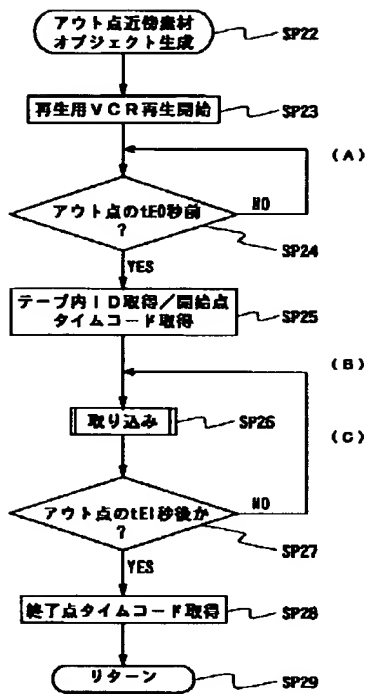 アウト点近傍素材
オブジェクト生成
SP22
再生用VCR再生開始
SP23
(A)
アウト点のtE0秒前
?
NO
SP24
YES
テープ内ID取得/開始点
タイムコード取得
SP25
(B)
取り込み
SP26
(C)
アウト点のtE1秒後か
?
NO
SP27
YES
終了点タイムコード取得
SP28
リターン
SP29